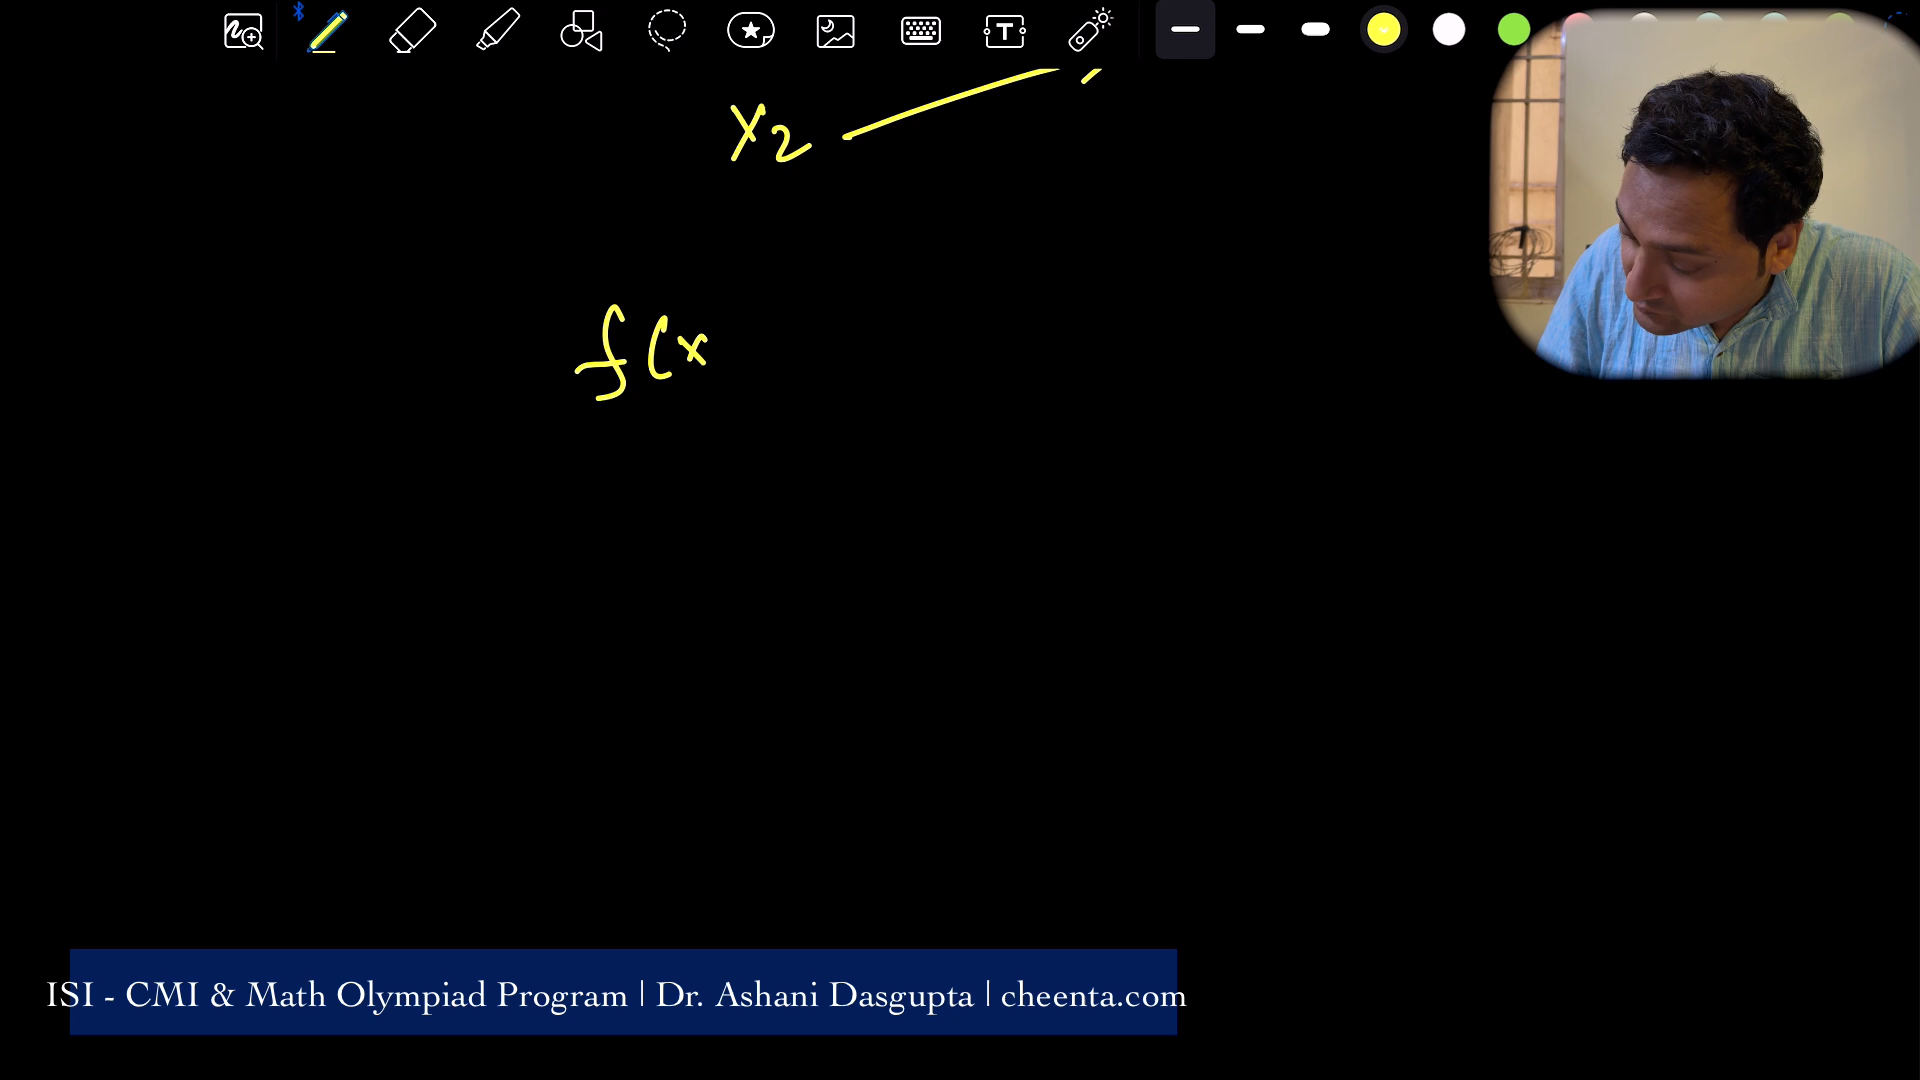 x₂
f(x
ISI - CMI & Math Olympiad Program | Dr. Ashani Dasgupta | cheenta.com